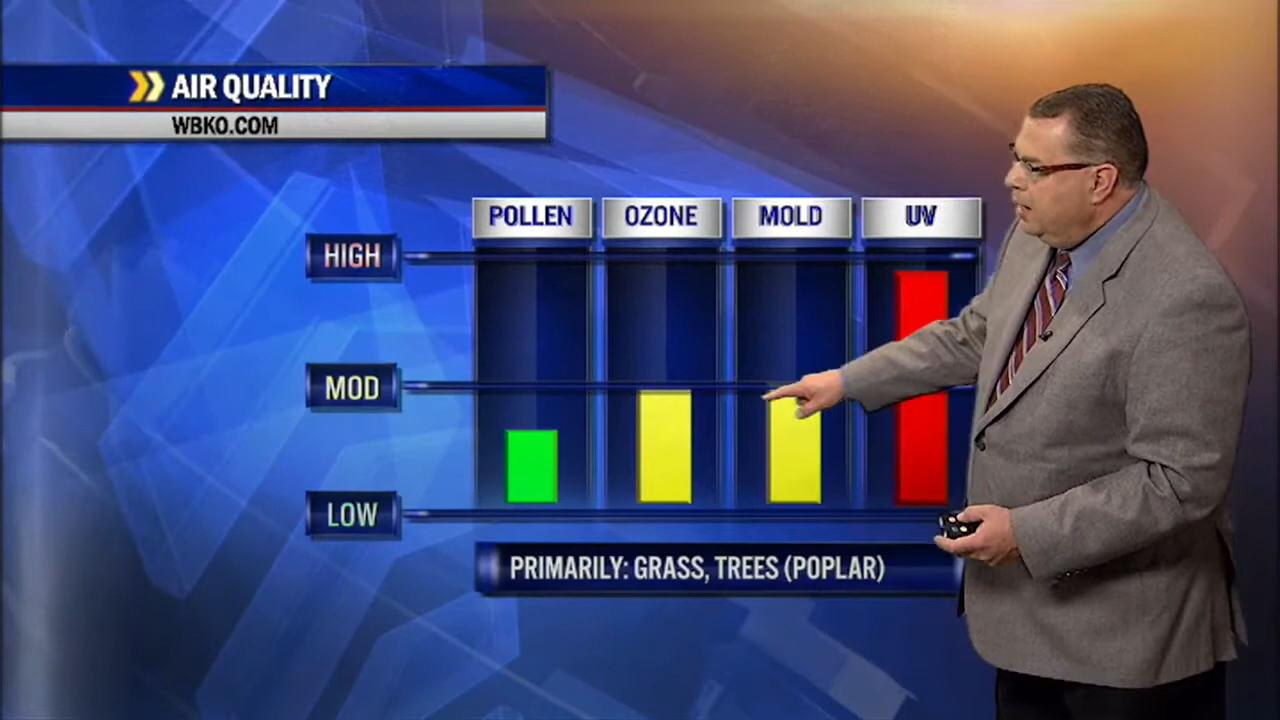 AIR QUALITY
WBKO.COM
POLLEN OZONE MOLD UV
HIGH
MOD
LOW
PRIMARILY: GRASS, TREES (POPLAR)